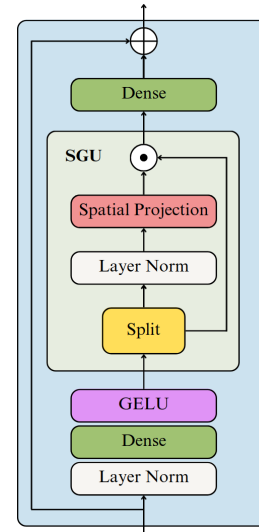 Dense
SGU
Spatial Projection
Layer Norm
Split
GELU
Dense
Layer Norm